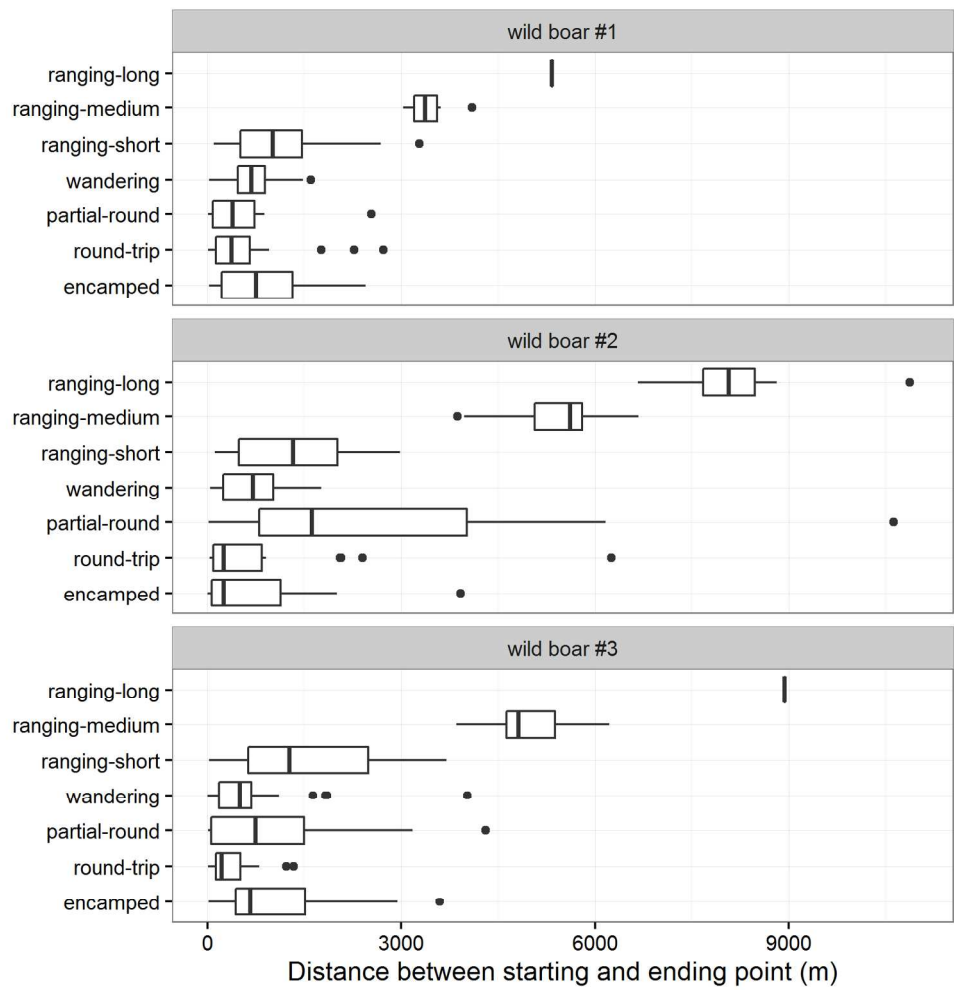 wild boar #1
ranging-long
ranging-medium
ranging-short
wandering
partial-round
round-trip
encamped
wild boar #2
ranging-long
ranging-medium
ranging-short
wandering
partial-round
round-trip
encamped
wild boar #3
ranging-long
ranging-medium
ranging-short
wandering
partial-round
round-trip
encamped
0 3000 6000 9000
Distance between starting and ending point (m)